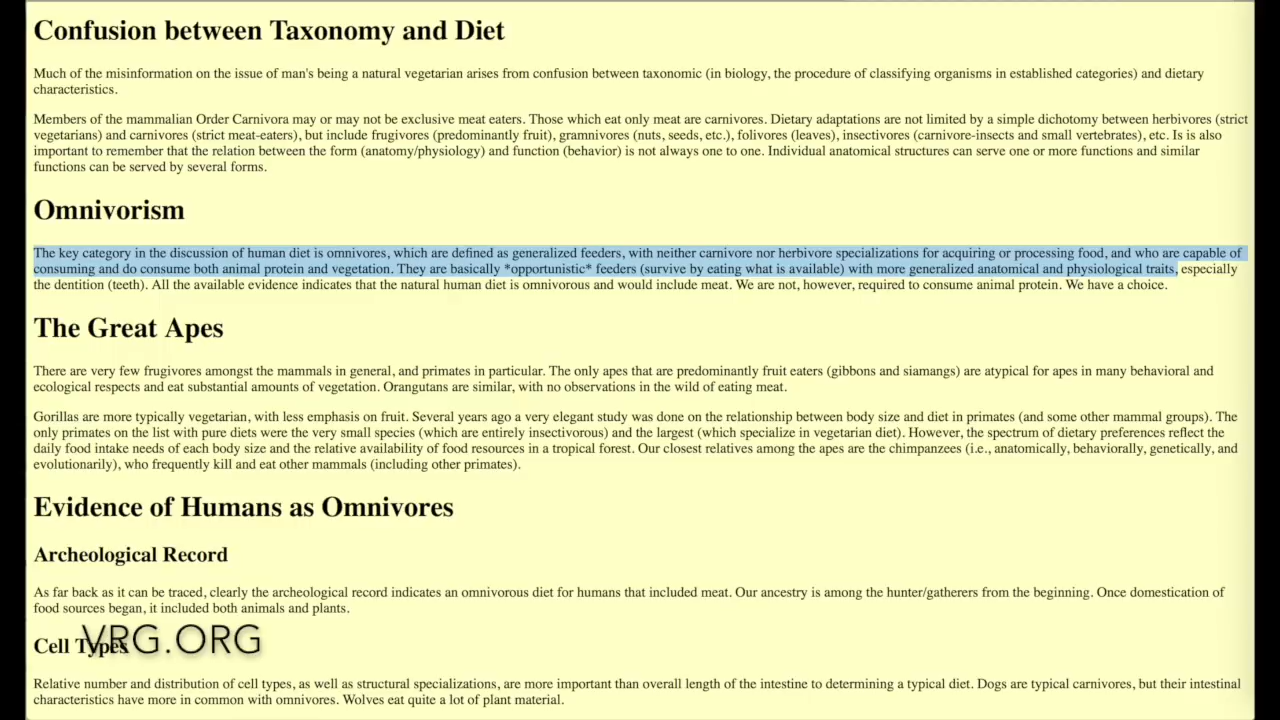 Confusion between Taxonomy and Diet
Much of the misinformation on the issue of man's being a natural vegetarian arises from confusion between taxonomic (in biology, the procedure of classifying organisms in established categories) and dietary
characteristics.
Members of the mammalian Order Carnivora may or may not be exclusive meat eaters. Those which eat only meat are carnivores. Dietary adaptations are not limited by a simple dichotomy between herbivores (strict
vegetarians) and carnivores (strict meat-eaters), but include frugivores (predominantly fruit), gramnivores (nuts, seeds, etc.), folivores (leaves), insectivores (carnivore-insects and small vertebrates), etc. Is is also
important to remember that the relation between the form (anatomy/physiology) and function (behavior) is not always one to one. Individual anatomical structures can serve one or more functions and similar
functions can be served by several forms.
Omnivorism
The key category in the discussion of human diet is omnivores, which are defined as generalized feeders, with neither carnivore nor herbivore specializations for acquiring or processing food, and who are capable of
consuming and do consume both animal protein and vegetation. They are basically *opportunistic* feeders (survive by eating what is available) with more generalized anatomical and physiological traits, especially
the dentition (teeth). All the available evidence indicates that the natural human diet is omnivorous and would include meat. We are not, however, required to consume animal protein. We have a choice.
The Great Apes
There are very few frugivores amongst the mammals in general, and primates in particular. The only apes that are predominantly fruit eaters (gibbons and siamangs) are atypical for apes in many behavioral and
ecological respects and eat substantial amounts of vegetation. Orangutans are similar, with no observations in the wild of eating meat.
Gorillas are more typically vegetarian, with less emphasis on fruit. Several years ago a very elegant study was done on the relationship between body size and diet in primates (and some other mammal groups). The
only primates on the list with pure diets were the very small species (which are entirely insectivorous) and the largest (which specialize in vegetarian diet). However, the spectrum of dietary preferences reflect the
daily food intake needs of each body size and the relative availability of food resources in a tropical forest. Our closest relatives among the apes are the chimpanzees (i.e., anatomically, behaviorally, genetically, and
evolutionarily), who frequently kill and eat other mammals (including other primates).
Evidence of Humans as Omnivores
Archeological Record
As far back as it can be traced, clearly the archeological record indicates an omnivorous diet for humans that included meat. Our ancestry is among the hunter/gatherers from the beginning. Once domestication of
food sources began, it included both animals and plants.
Cell Types
VRG.ORG
Relative number and distribution of cell types, as well as structural specializations, are more important than overall length of the intestine to determining a typical diet. Dogs are typical carnivores, but their intestinal
characteristics have more in common with omnivores. Wolves eat quite a lot of plant material.